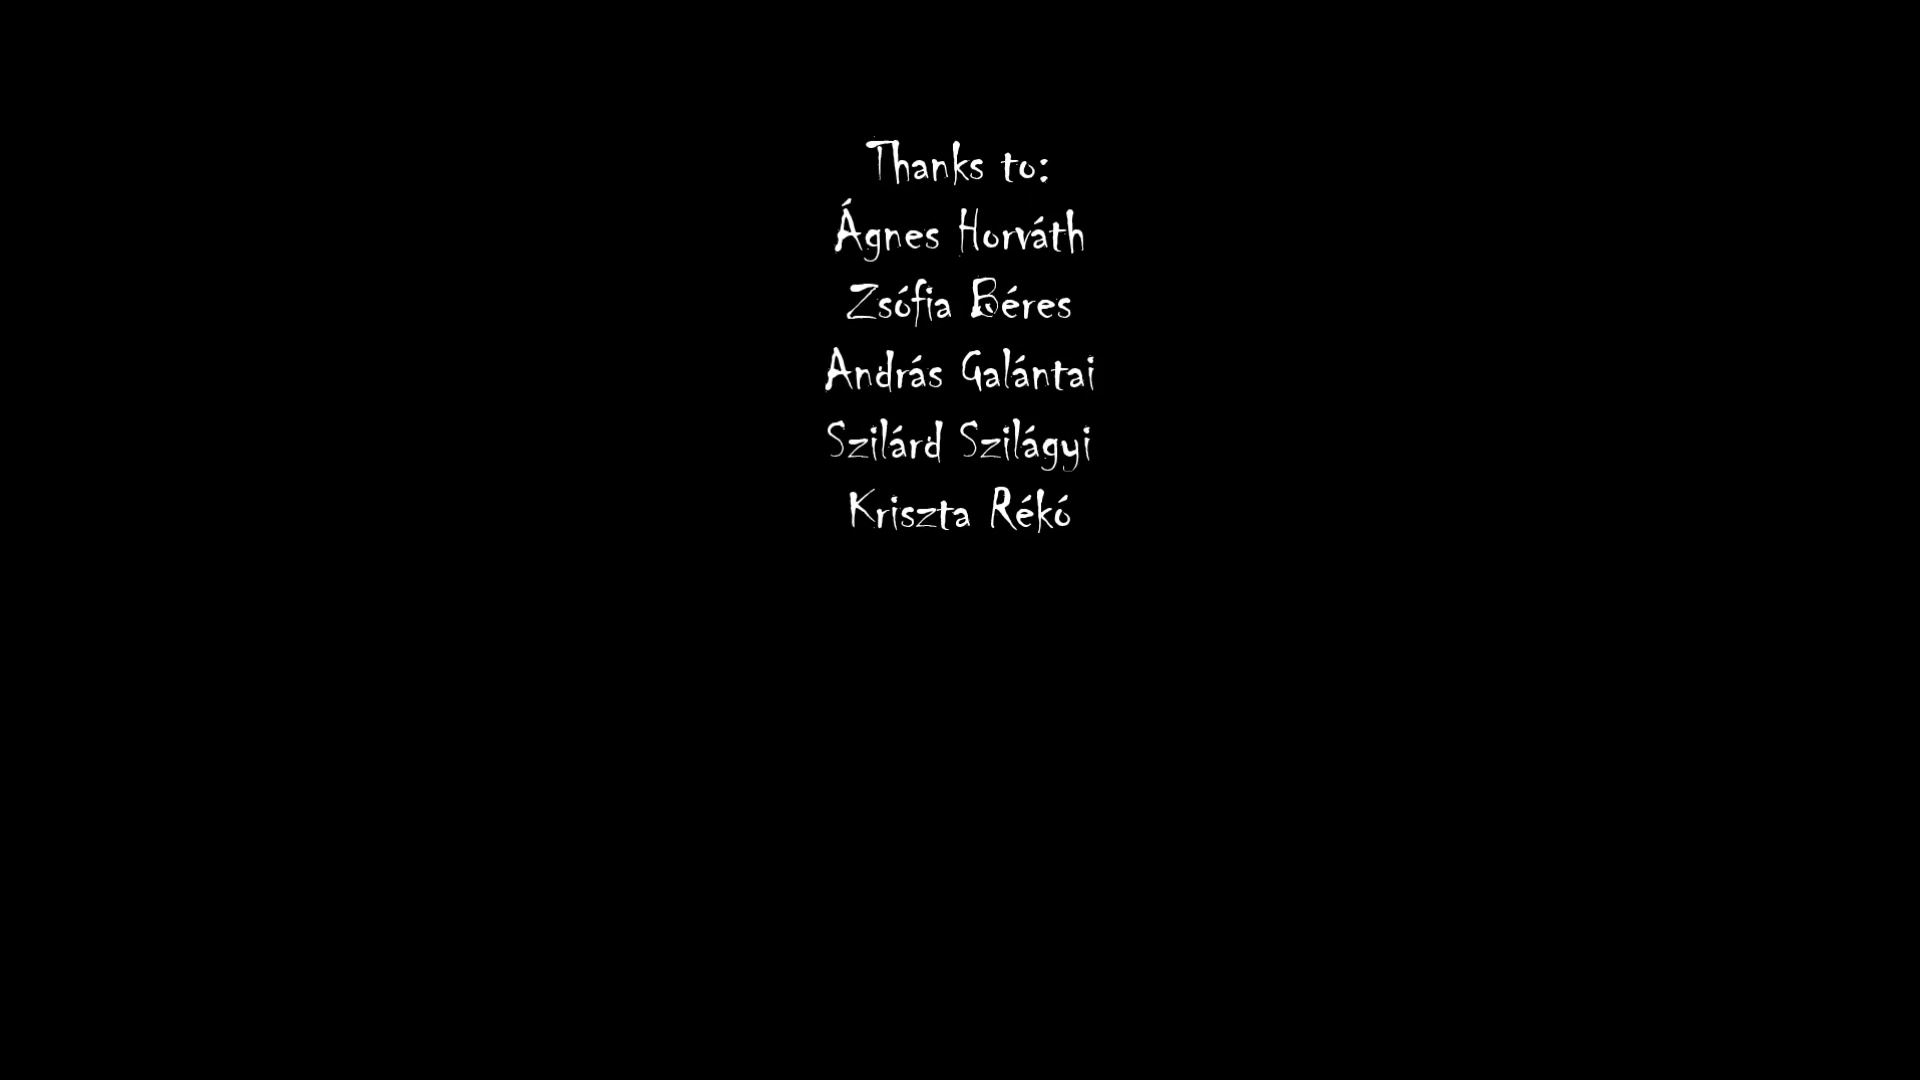 Thanks to:
Ágnes Horváth
Zsófia Béres
András Galántai
Szilárd Szilágyi
Kriszta Rékó